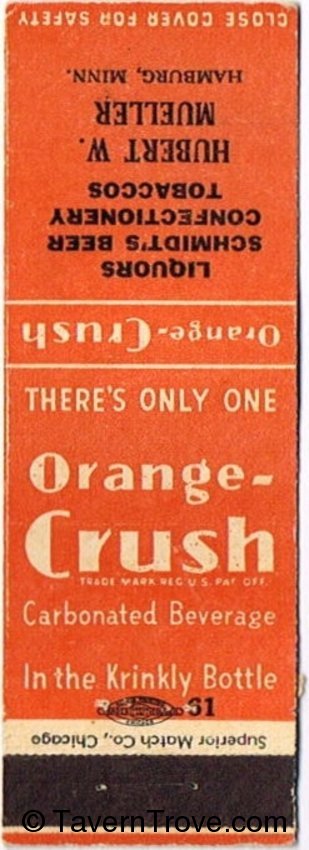 CLOSE COVER FOR SAFETY
LIQUORS
SCHMIDT'S BEER
CONFECTIONERY
TOBACCOS
HUBERT W.
MUELLER
HAMBURG, MINN.
Orange-Crush
THERE'S ONLY ONE
Orange-
Crush
TRADE MARK REG U.S. PAT. OFF.
Carbonated Beverage
In the Krinkly Bottle
61
Superior Match Co., Chicago
© TavernTrove.com